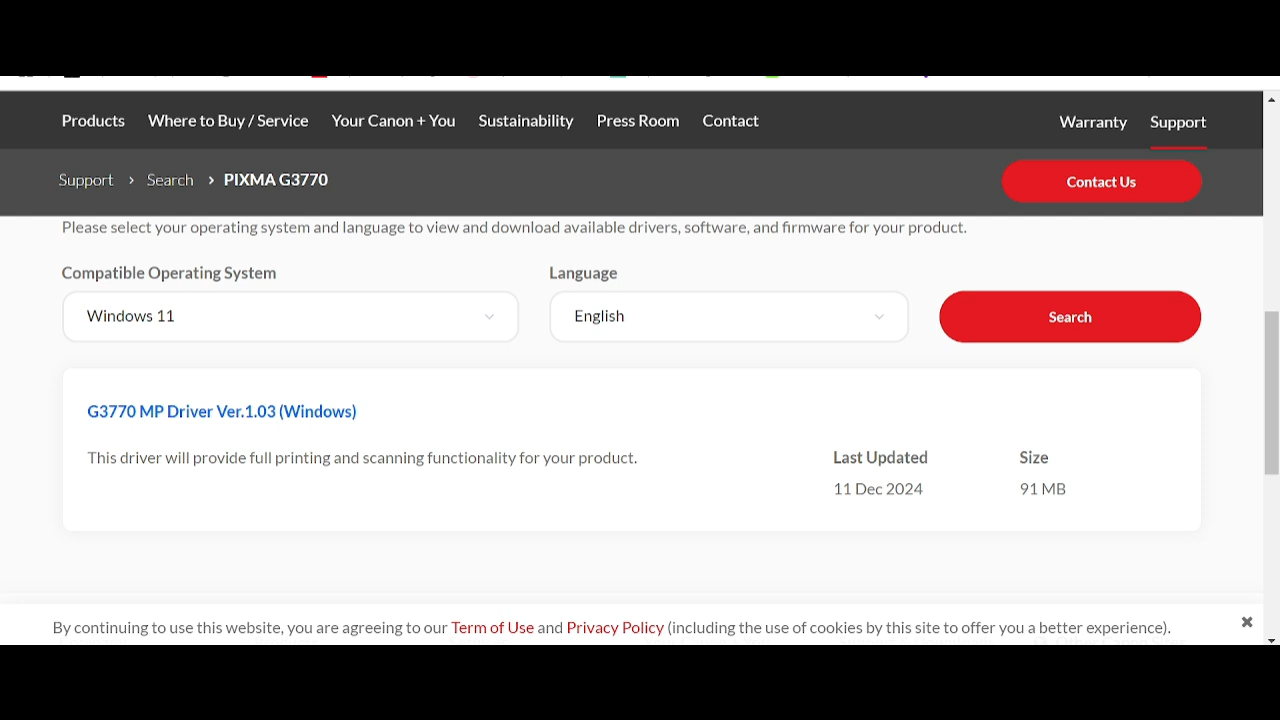 Products Where to Buy / Service Your Canon + You Sustainability Press Room Contact Warranty Support
Support › Search › PIXMA G3770 Contact Us
Please select your operating system and language to view and download available drivers, software, and firmware for your product.
Compatible Operating System Language
Windows 11 English Search
G3770 MP Driver Ver.1.03 (Windows)
This driver will provide full printing and scanning functionality for your product. Last Updated Size
11 Dec 2024 91 MB
By continuing to use this website, you are agreeing to our Term of Use and Privacy Policy (including the use of cookies by this site to offer you a better experience). ✖